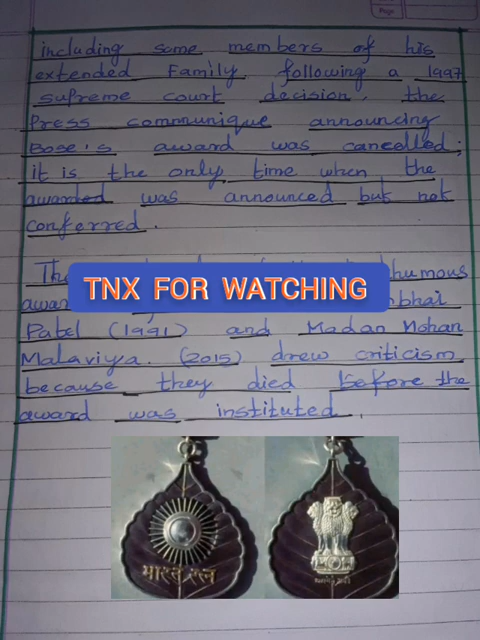 Page
including some members of his
extended Family following a 1997
supreme court decision, the
Press communique announcing
Bose's award was cancelled;
it is the only time when the
awarded was announced but not
conferred.
TNX FOR WATCHING
Patel (1991) and Madan Mohan
Malaviya (2015) drew criticism
because they died before the
award was instituted.
भारत रत्न